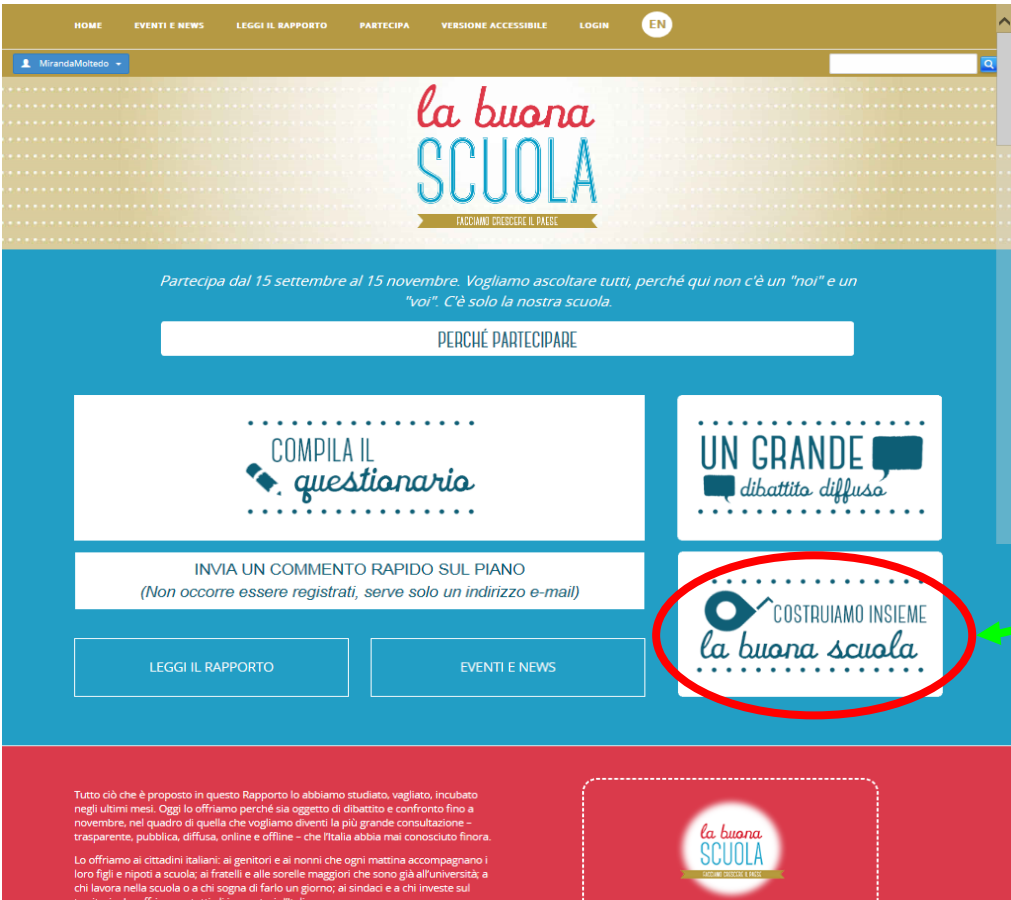 HOME EVENTI E NEWS LEGGI IL RAPPORTO PARTECIPA VERSIONE ACCESSIBILE LOGIN EN
MirandaMoltedo
la buona
SCUOLA
FACCIAMO CRESCERE IL PAESE
Partecipa dal 15 settembre al 15 novembre. Vogliamo ascoltare tutti, perché qui non c'è un "noi" e un
"voi". C'è solo la nostra scuola.
PERCHÉ PARTECIPARE
COMPILA IL
questionario
UN GRANDE
dibattito diffuso
INVIA UN COMMENTO RAPIDO SUL PIANO
(Non occorre essere registrati, serve solo un indirizzo e-mail)
COSTRUIAMO INSIEME
la buona scuola
LEGGI IL RAPPORTO
EVENTI E NEWS
Tutto ciò che è proposto in questo Rapporto lo abbiamo studiato, vagliato, incubato
negli ultimi mesi. Oggi lo offriamo perché sia oggetto di dibattito e confronto fino a
novembre, nel quadro di quella che vogliamo diventi la più grande consultazione –
trasparente, pubblica, diffusa, online e offline – che l'Italia abbia mai conosciuto finora.
Lo offriamo ai cittadini italiani: ai genitori e ai nonni che ogni mattina accompagnano i
loro figli e nipoti a scuola; ai fratelli e alle sorelle maggiori che sono già all'università; a
chi lavora nella scuola o a chi sogna di farlo un giorno; ai sindaci e a chi investe sul
la buona
SCUOLA
FACCIAMO CRESCERE IL PAESE